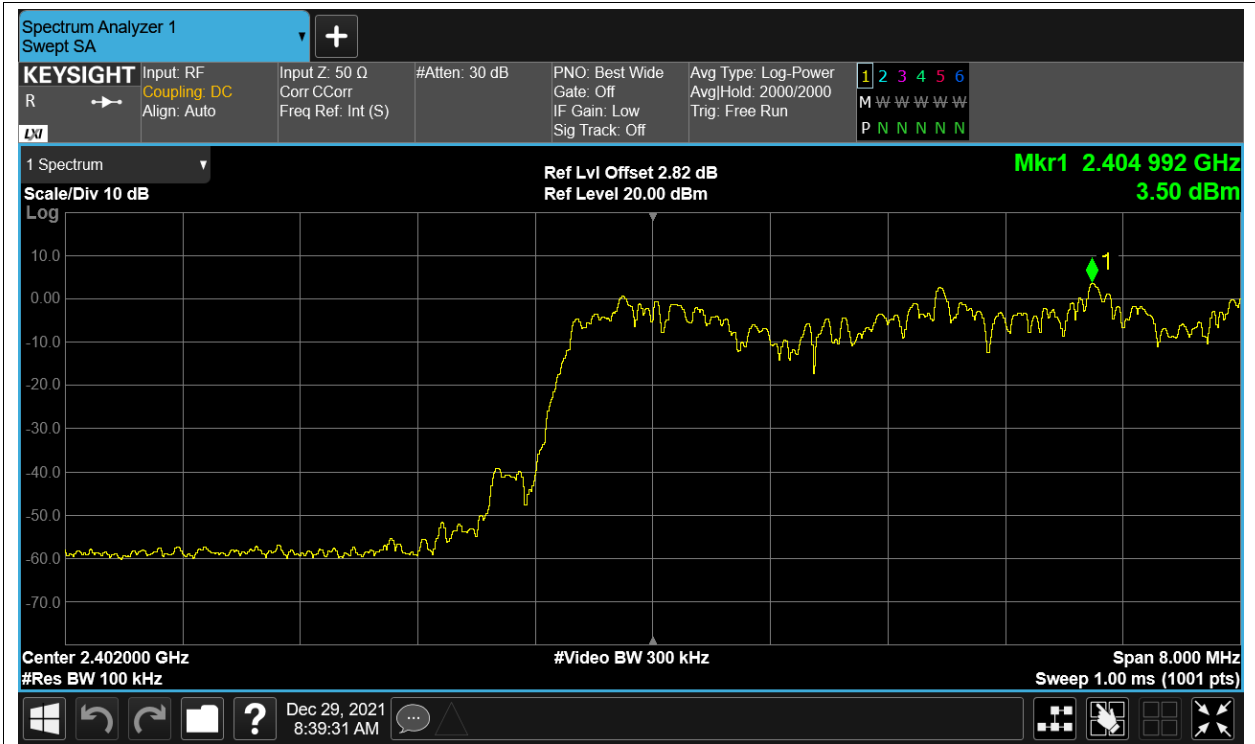 Spectrum Analyzer 1
Swept SA
KEYSIGHT
R
LXI
Input: RF
Coupling: DC
Align: Auto
Input Z: 50 Ω
Corr CCorr
Freq Ref: Int (S)
#Atten: 30 dB
PNO: Best Wide
Gate: Off
IF Gain: Low
Sig Track: Off
Avg Type: Log-Power
Avg|Hold: 2000/2000
Trig: Free Run
1 2 3 4 5 6
M W W W W W W
P N N N N N
1 Spectrum
Scale/Div 10 dB
Ref Lvl Offset 2.82 dB
Ref Level 20.00 dBm
Mkr1 2.404 992 GHz
3.50 dBm
Log
10.0
0.00
-10.0
-20.0
-30.0
-40.0
-50.0
-60.0
-70.0
1
Center 2.402000 GHz
#Res BW 100 kHz
#Video BW 300 kHz
Span 8.000 MHz
Sweep 1.00 ms (1001 pts)
?
Dec 29, 2021
8:39:31 AM